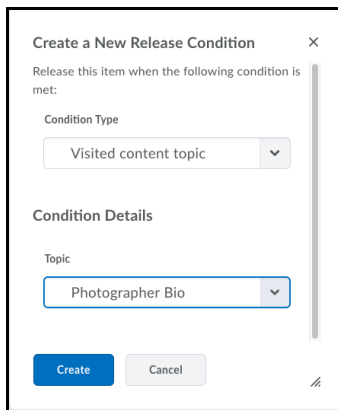 Create a New Release Condition
Release this item when the following condition is
met:
Condition Type
Visited content topic
Condition Details
Topic
Photographer Bio
Create
Cancel